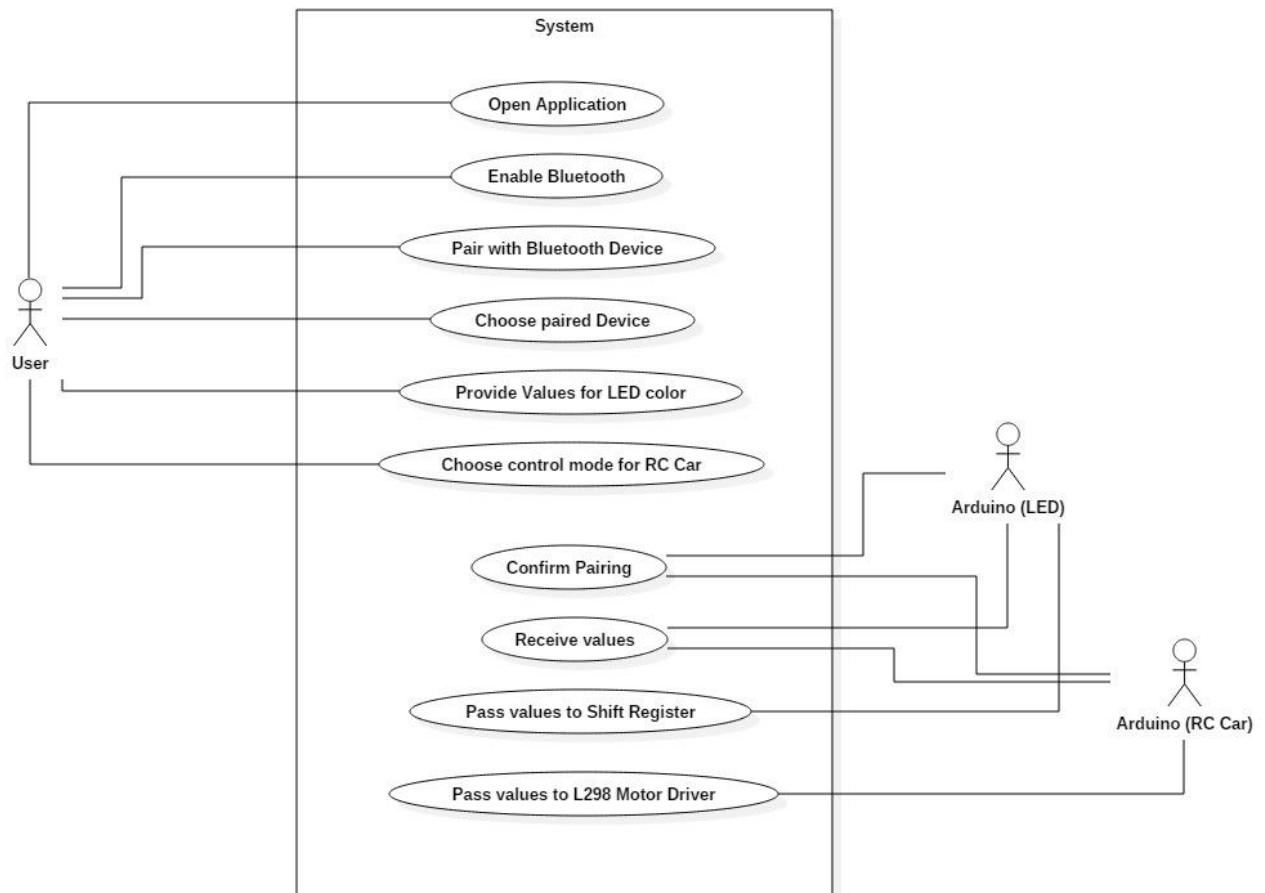 System
Open Application
Enable Bluetooth
Pair with Bluetooth Device
Choose paired Device
User
Provide Values for LED color
Choose control mode for RC Car
Arduino (LED)
Confirm Pairing
Receive values
Pass values to Shift Register
Arduino (RC Car)
Pass values to L298 Motor Driver